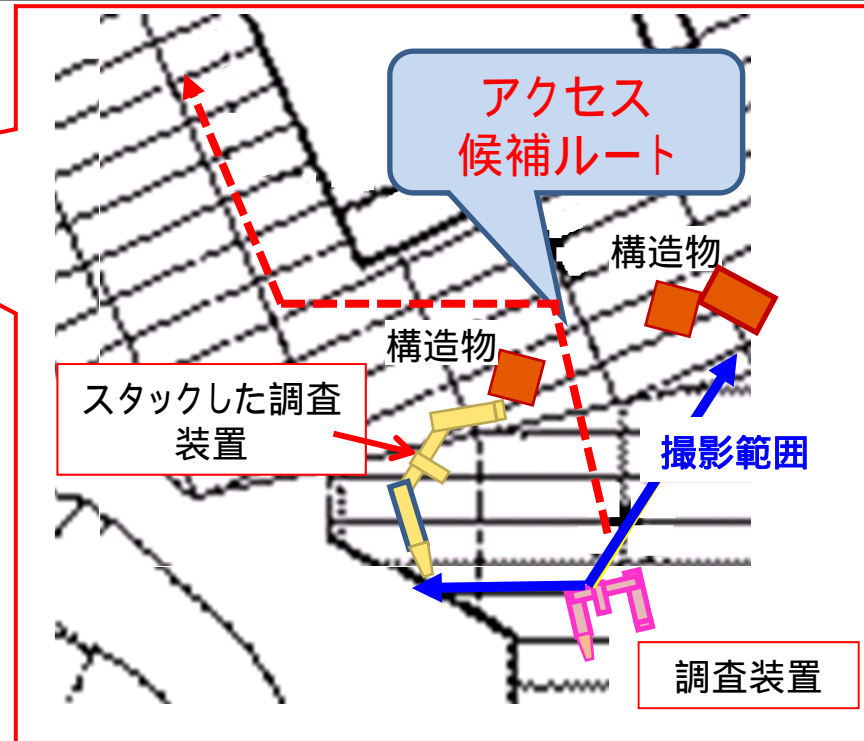 アクセス
候補ルート
構造物
構造物
スタックした調査
装置
撮影範囲
調査装置